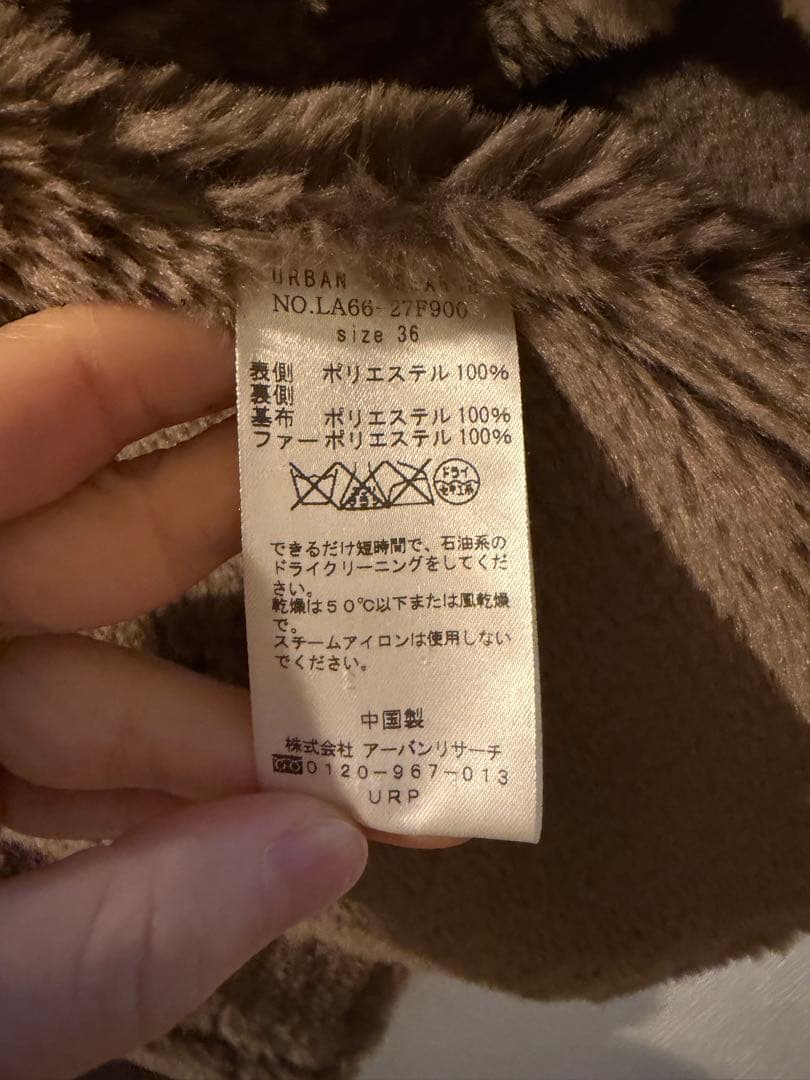 URBAN
NO.LA66-27F900
size 36
表側 ポリエステル 100%
裏側
基布 ポリエステル 100%
ファーポリエステル 100%
ドライ
できるだけ短時間で、石油系の
ドライクリーニングをしてくだ
さい。
乾燥は50℃以下または風乾燥
で。
スチームアイロンは使用しない
でください。
中国製
株式会社 アーバンリサーチ
0120-967-013
URP